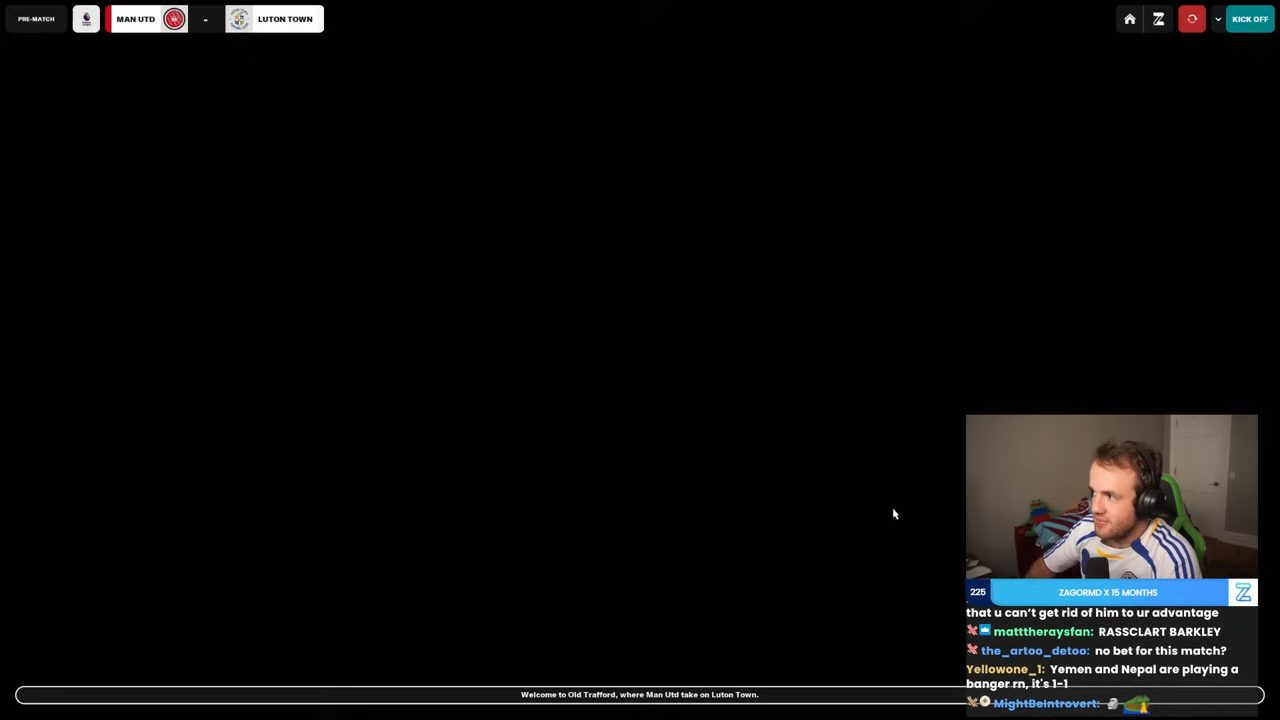 PRE-MATCH
MAN UTD
-
LUTON TOWN
KICK OFF
225
ZAGORMD X 15 MONTHS
that u can't get rid of him to ur advantage
matttheraysfan: RASSCLART BARKLEY
the_artoo_detoo: no bet for this match?
Yellowone_1: Yemen and Nepal are playing a
banger rn, it's 1-1
MightBeIntrovert:
Welcome to Old Trafford, where Man Utd take on Luton Town.